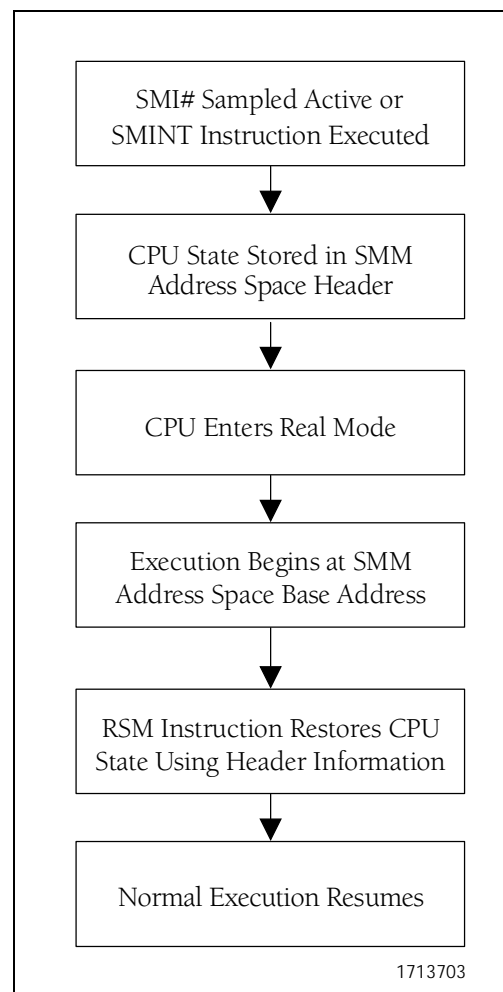 SMI# Sampled Active or
SMINT Instruction Executed
CPU State Stored in SMM
Address Space Header
CPU Enters Real Mode
Execution Begins at SMM
Address Space Base Address
RSM Instruction Restores CPU
State Using Header Information
Normal Execution Resumes
1713703